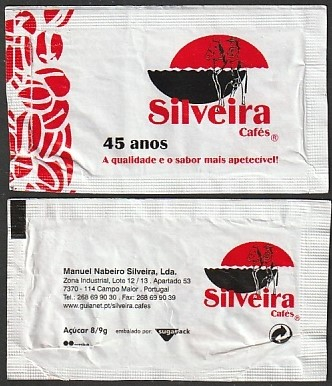 Silveira
Cafés®
45 anos
A qualidade e o sabor mais apetecível!
Manuel Nabeiro Silveira, Lda.
Zona Industrial, Lote 12 / 13 . Apartado 53
7370 - 114 Campo Maior . Portugal
Tel.: 268 69 90 30 . Fax: 268 69 90 39
www.guianet.pt/silveira.cafes
Silveira
Cafés®
Açúcar 8/9g embalado por: sugarpack